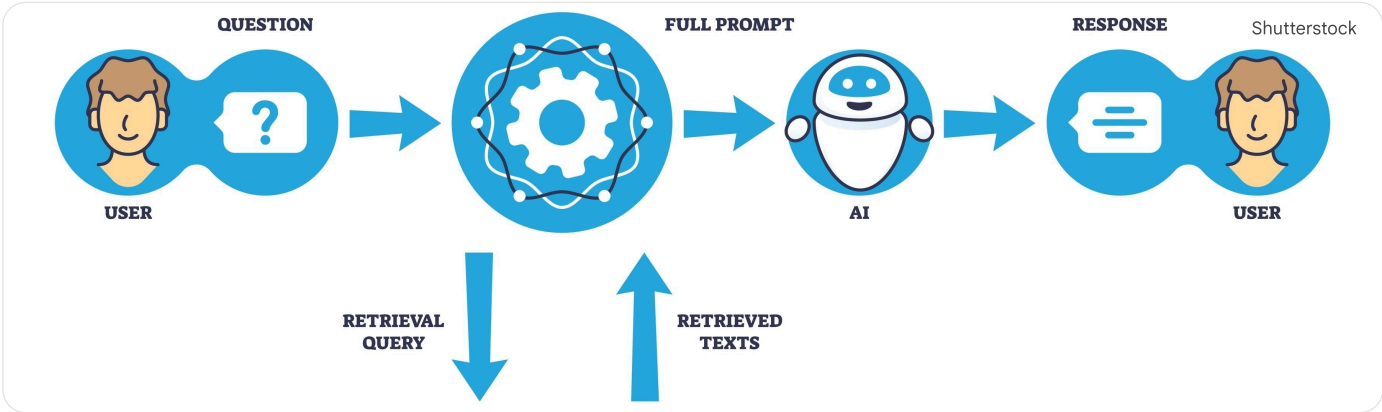 QUESTION
FULL PROMPT
RESPONSE
Shutterstock
?
USER
AI
USER
RETRIEVAL
QUERY
RETRIEVED
TEXTS